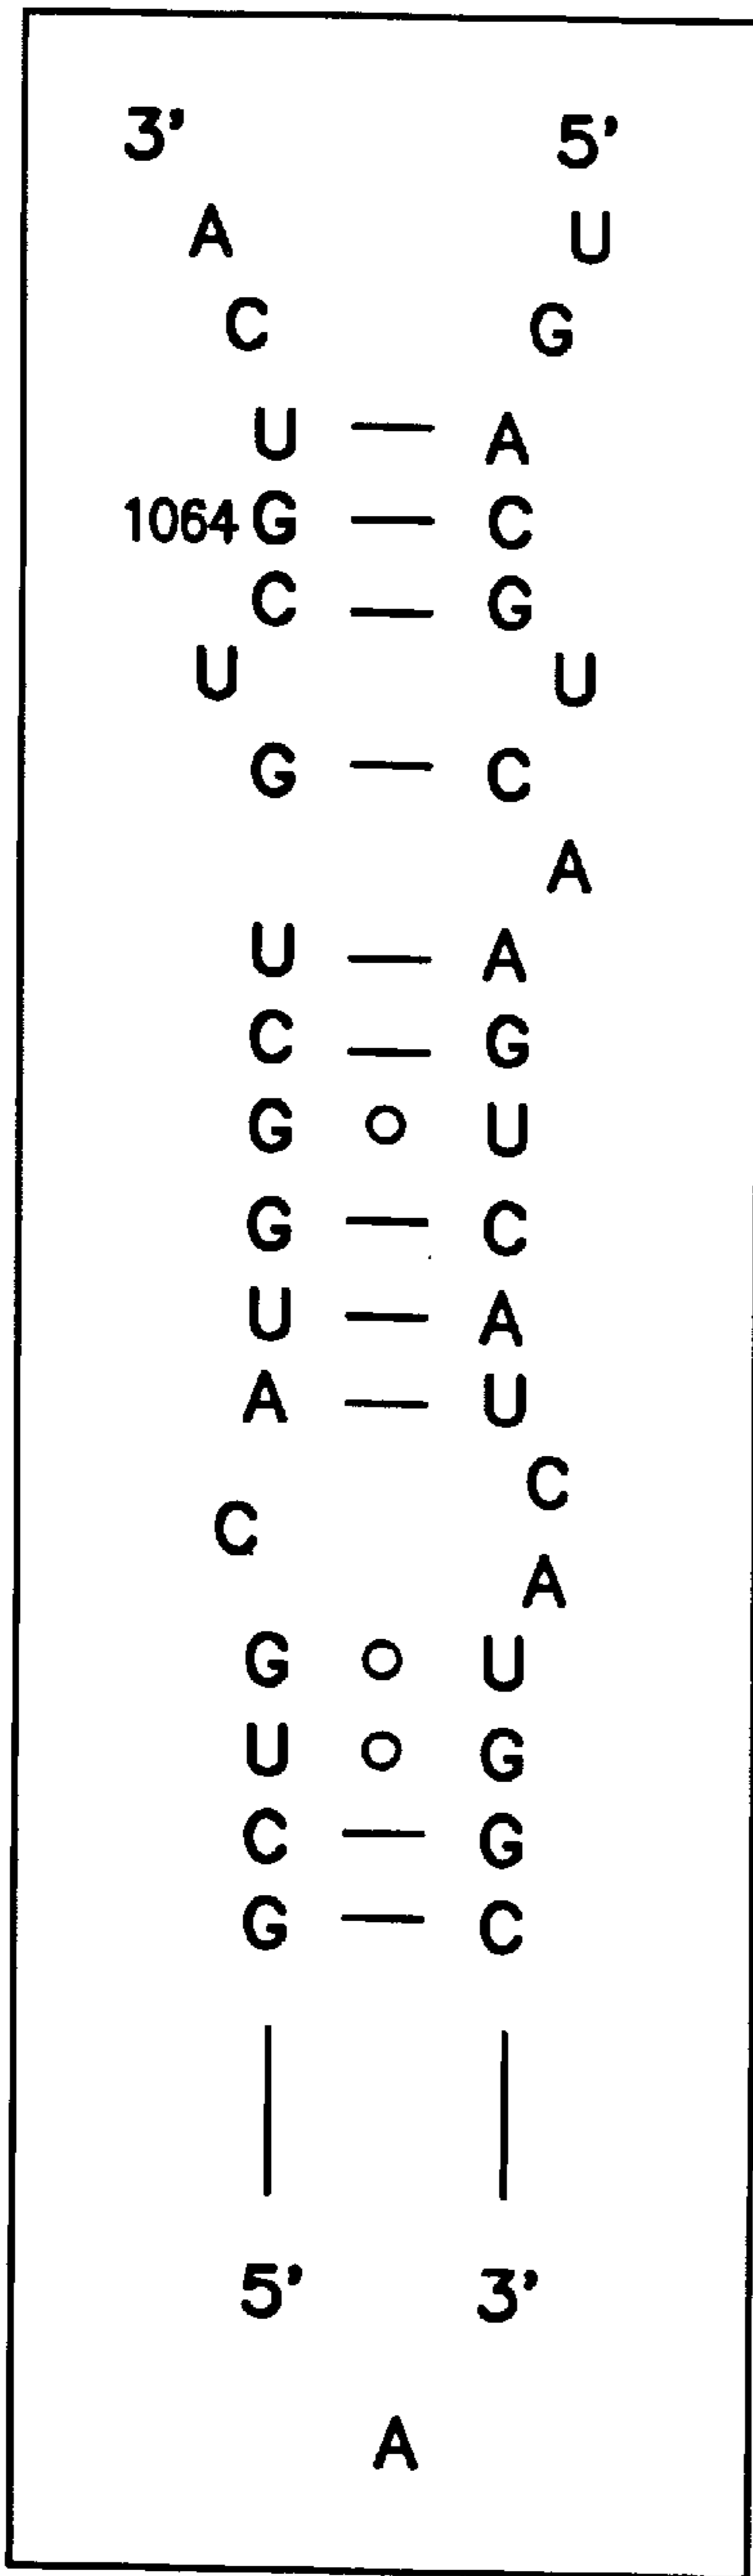 3' 5'
A U
C G
U — A
1064 G — C
C — G
U U
G — C
A
U — A
C — G
G o U
G — C
U — A
A — U
C
C
A
G o U
U o G
C — G
G — C
5' 3'
A